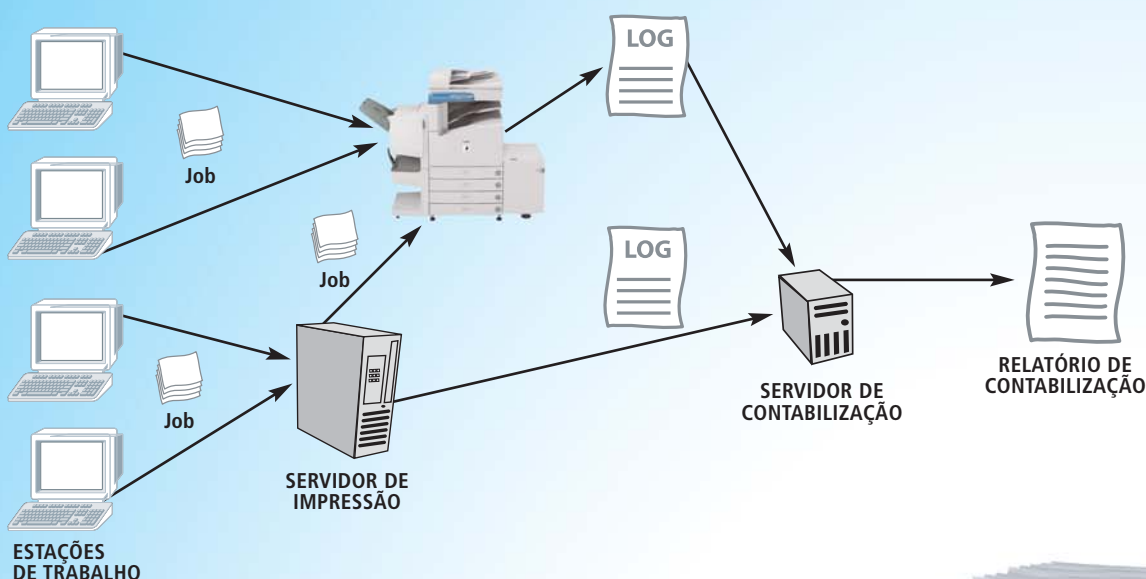 LOG
Job
Job
LOG
Job
SERVIDOR DE
IMPRESSÃO
SERVIDOR DE
CONTABILIZAÇÃO
RELATÓRIO DE
CONTABILIZAÇÃO
ESTAÇÕES
DE TRABALHO